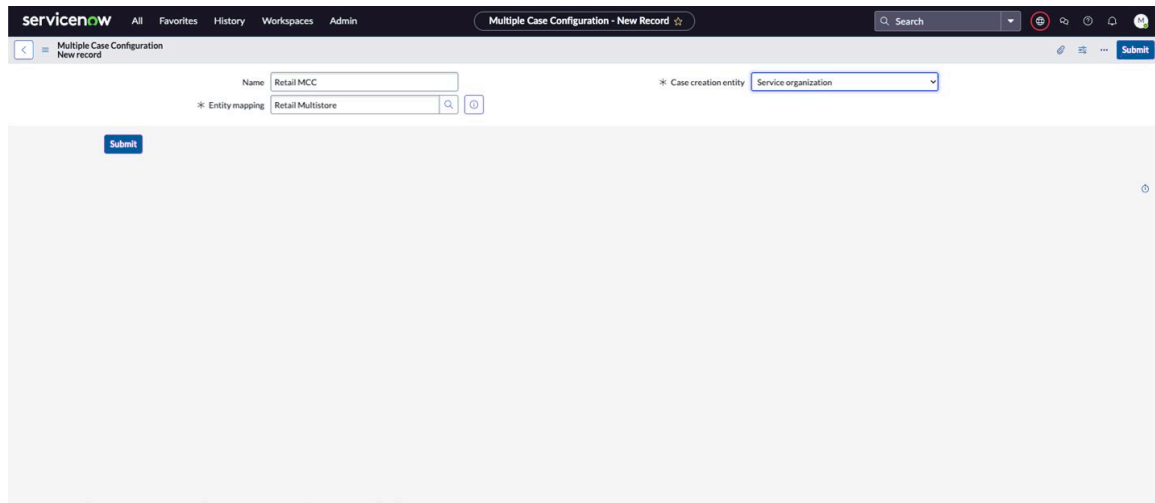 servicenow All Favorites History Workspaces Admin Multiple Case Configuration - New Record Search M
Multiple Case Configuration
New record
Submit
Name Retail MCC
* Case creation entity Service organization
* Entity mapping Retail Multistore
Submit